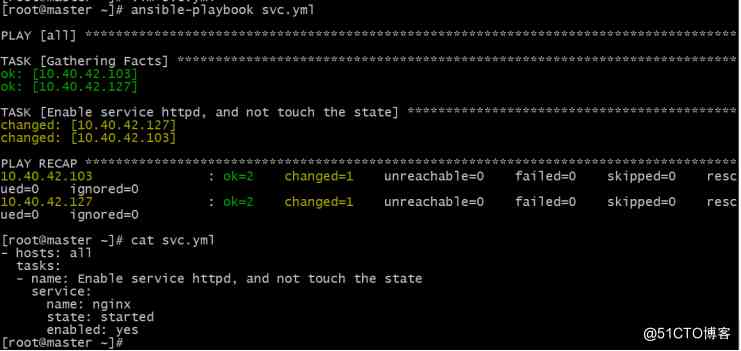 [root@master ~]# ansible-playbook svc.yml
PLAY [all] *********************************************************************************
TASK [Gathering Facts] *********************************************************************
ok: [10.40.42.103]
ok: [10.40.42.127]
TASK [Enable service httpd, and not touch the state] ***************************************
changed: [10.40.42.127]
changed: [10.40.42.103]
PLAY RECAP *********************************************************************************
10.40.42.103 : ok=2 changed=1 unreachable=0 failed=0 skipped=0 resc
ued=0 ignored=0
10.40.42.127 : ok=2 changed=1 unreachable=0 failed=0 skipped=0 resc
ued=0 ignored=0
[root@master ~]# cat svc.yml
- hosts: all
  tasks:
  - name: Enable service httpd, and not touch the state
    service:
      name: nginx
      state: started
      enabled: yes
[root@master ~]#
@51CTO博客